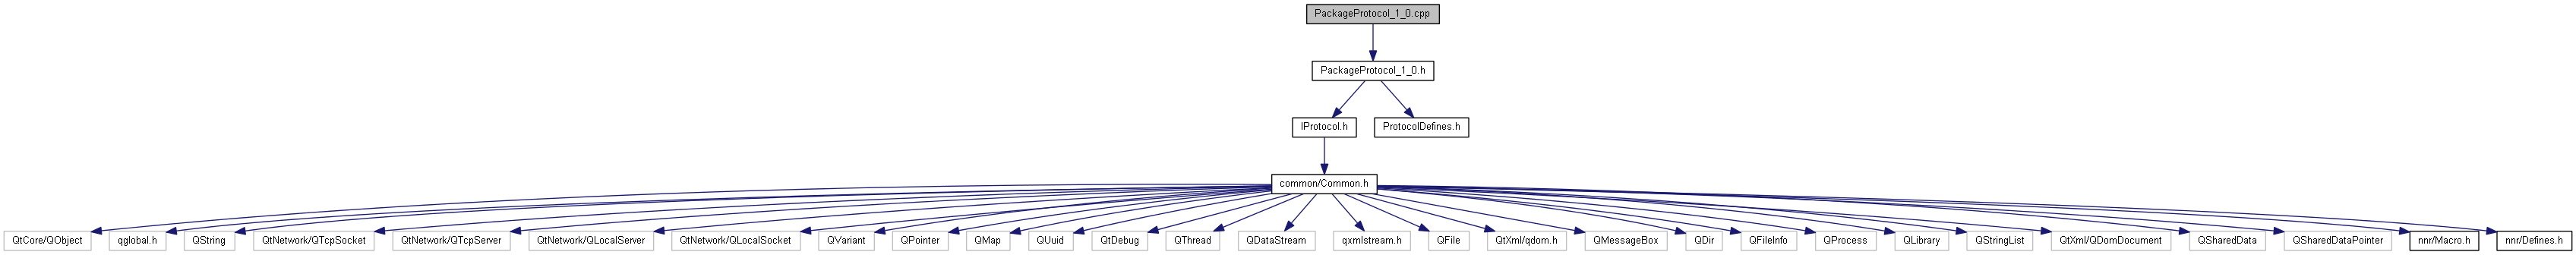 PackageProtocol_1_0.cpp
PackageProtocol_1_0.h
IProtocol.h
ProtocolDefines.h
common/Common.h
QtCore/QObject
qglobal.h
QString
QtNetwork/QTcpSocket
QtNetwork/QTcpServer
QtNetwork/QLocalServer
QtNetwork/QLocalSocket
QVariant
QPointer
QMap
QUuid
QtDebug
QThread
QDataStream
qxmlstream.h
QFile
QtXml/qdom.h
QMessageBox
QDir
QFileInfo
QProcess
QLibrary
QStringList
QtXml/QDomDocument
QSharedData
QSharedDataPointer
nnr/Macro.h
nnr/Defines.h